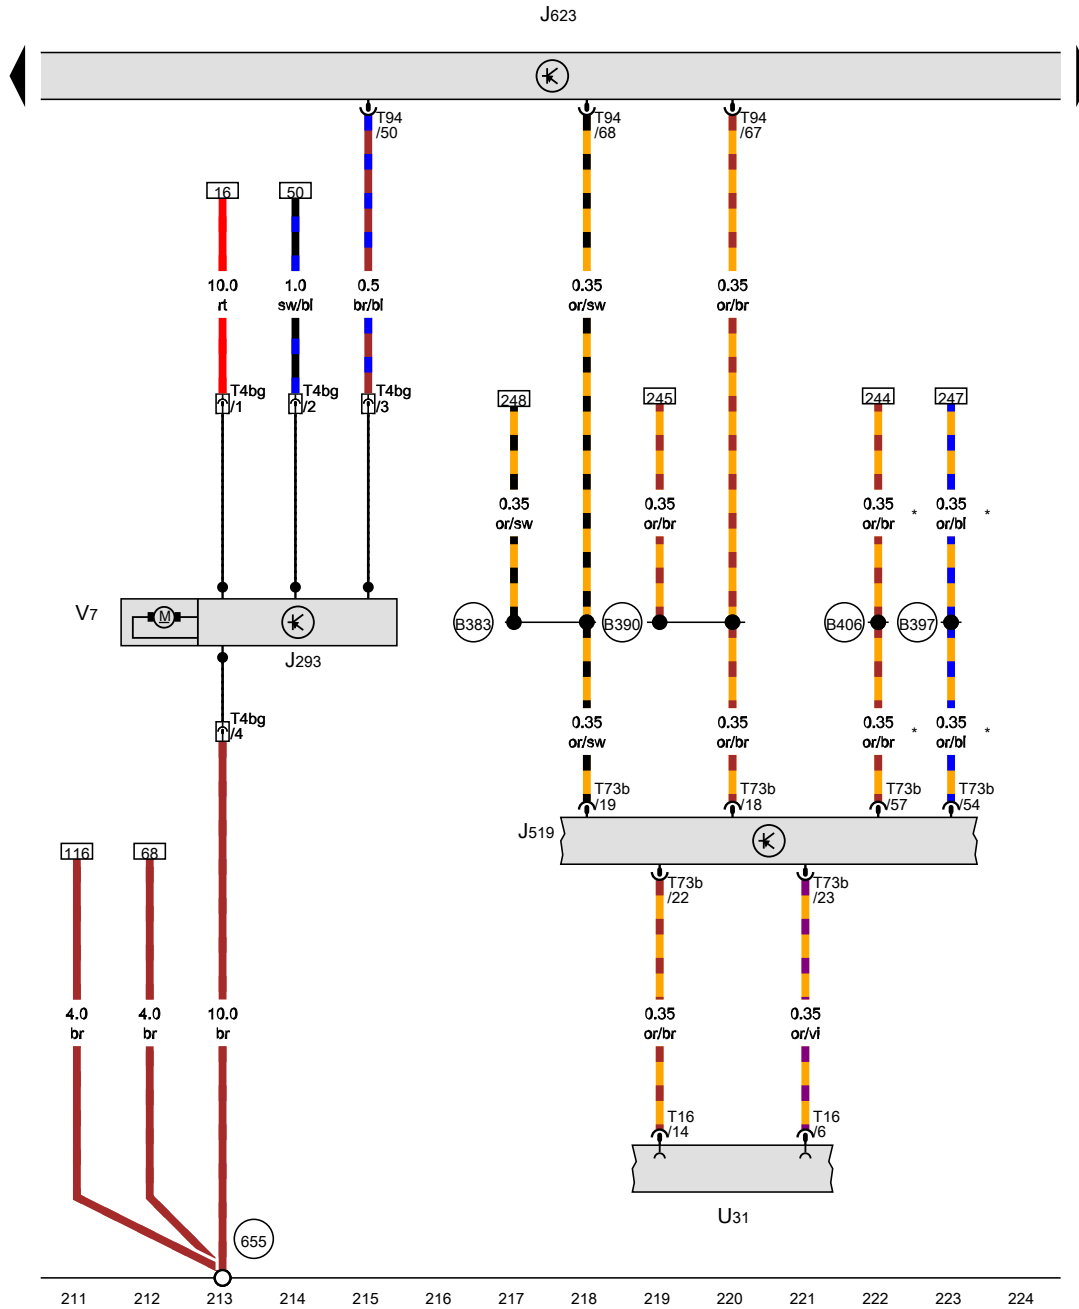 J623
T94
/50
T94
/68
T94
/67
16
50
10.0
rt
1.0
sw/bl
0.5
br/bl
0.35
or/sw
0.35
or/br
T4bg
/1
T4bg
/2
T4bg
/3
248
245
244
247
0.35
or/sw
0.35
or/br
0.35
or/br
*
0.35
or/bl
*
V7
M
J293
B383
B390
B406
B397
T4bg
/4
0.35
or/sw
0.35
or/br
0.35
or/br
*
0.35
or/bl
*
T73b
/19
T73b
/18
T73b
/57
T73b
/54
J519
116
68
T73b
/22
T73b
/23
4.0
br
4.0
br
10.0
br
0.35
or/br
0.35
or/vi
T16
/14
T16
/6
U31
655
211 212 213 214 215 216 217 218 219 220 221 222 223 224